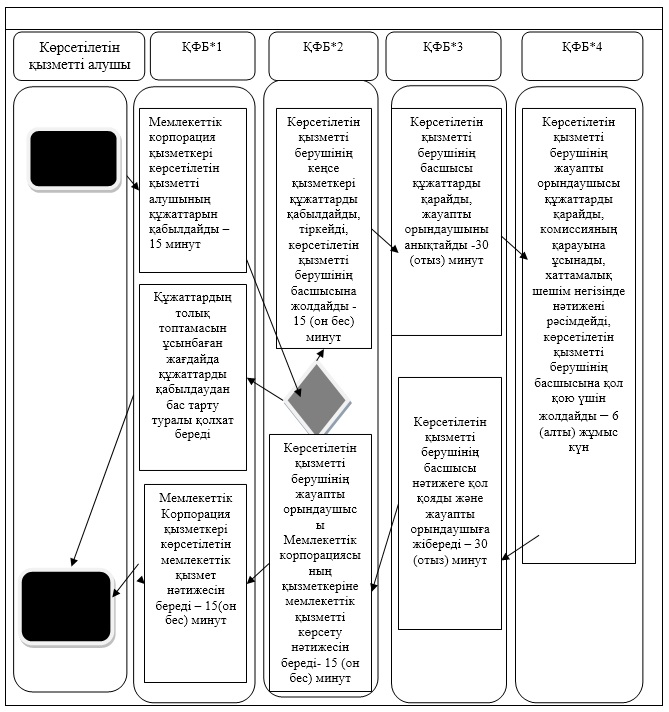 Көрсетілетін
қызметті алушы
ҚФБ*1
ҚФБ*2
ҚФБ*3
ҚФБ*4
Мемлекеттік
корпорация
қызметкері
көрсетілетін
қызметті
алушының
құжаттарын
қабылдайды –
15 минут
Құжаттардың
толық
топтамасын
ұсынбаған
жағдайда
құжаттарды
қабылдаудан
бас тарту
туралы қолхат
береді
Мемлекеттік
Корпорация
қызметкері
көрсетілетін
мемлекеттік
қызмет
нәтижесін
береді – 15(он
бес) минут
Көрсетілетін
қызметті
берушінің
кеңсе
қызметкері
құжаттарды
қабылдайды,
тіркейді,
көрсетілетін
қызметті
берушінің
басшысына
жолдайды -
15 (он бес)
минут
Көрсетілетін
қызметті
берушінің
жауапты
орындаушыс
ы
Мемлекеттік
корпорациясы
ның
қызметкеріне
мемлекеттік
қызметті
көрсету
нәтижесін
береді- 15 (он
бес) минут
Көрсетілетін
қызметті
берушінің
басшысы
құжаттарды
қарайды,
жауапты
орындаушыны
анықтайды -30
(отыз) минут
Көрсетілетін
қызметті
берушінің
басшысы
нәтижеге қол
қояды және
жауапты
орындаушыға
жібереді – 30
(отыз) минут
Көрсетілетін
қызметті
берушінің
жауапты
орындаушысы
құжаттарды
қарайды,
комиссияның
қарауына
ұсынады,
хаттамалық
шешім негізінде
нәтижені
рәсімдейді,
көрсетілетін
қызметті
берушінің
басшысына қол
қою үшін
жолдайды – 6
(алты) жұмыс
күн